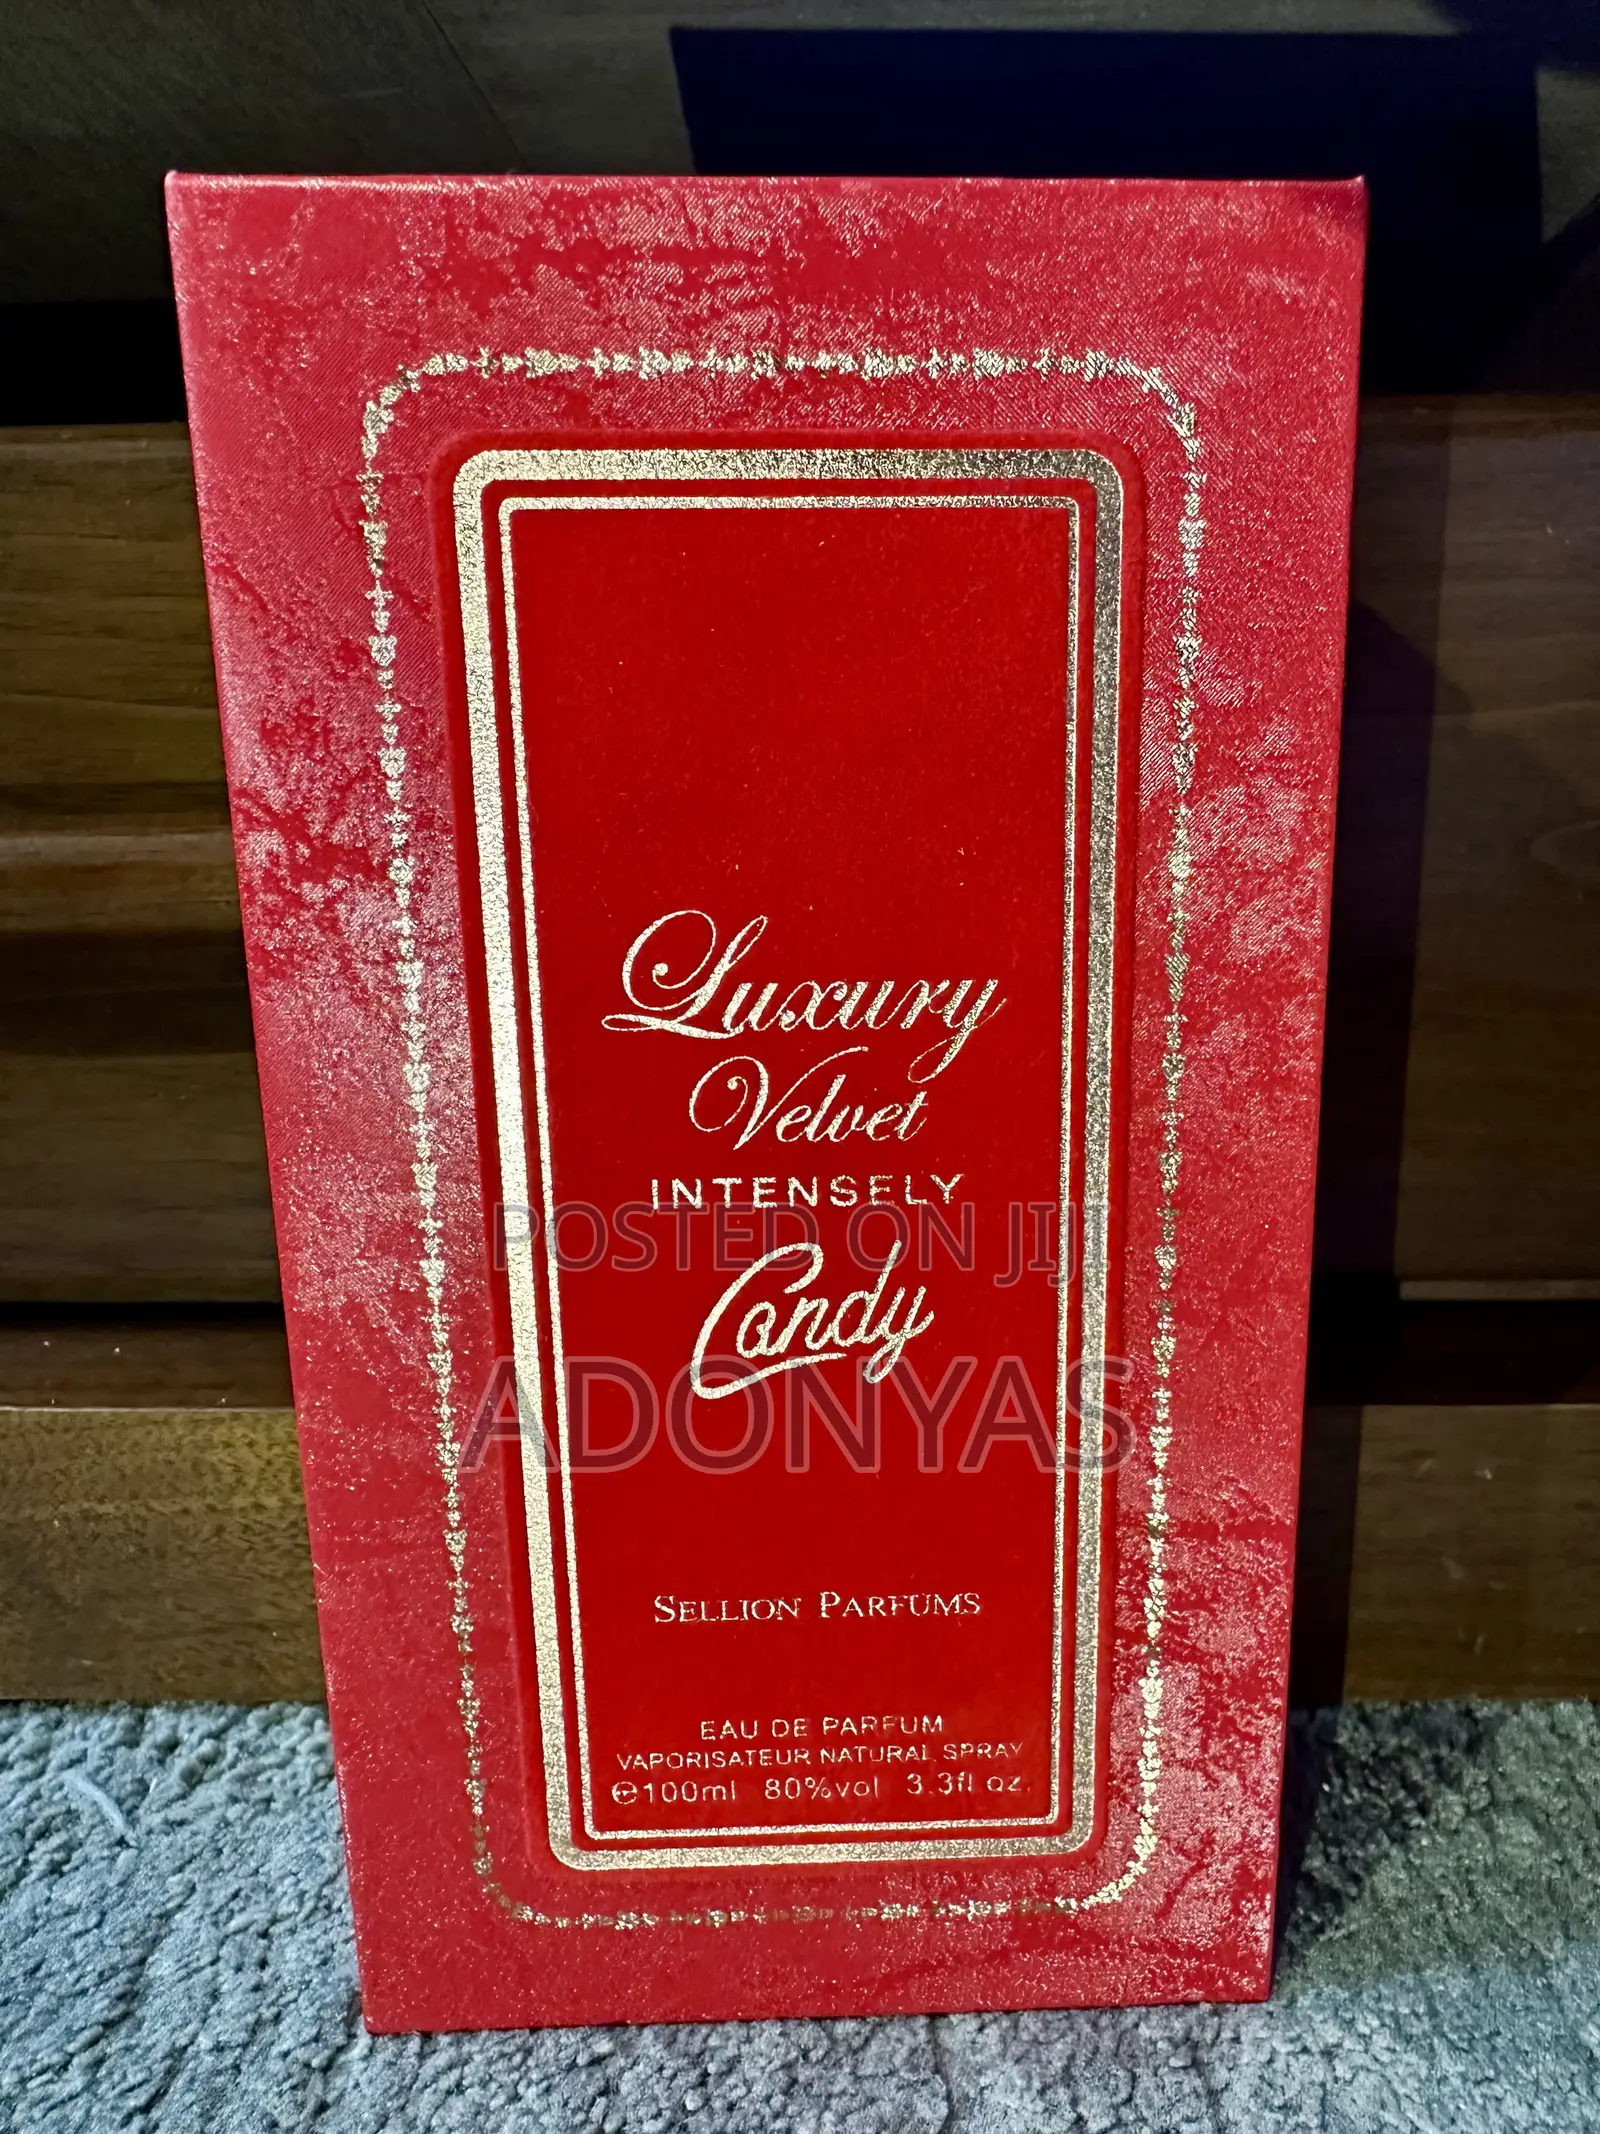 Luxury
Velvet
INTENSELY
POSTED ON JIJI
Candy
ADONYAS
SELLION PARFUMS
EAU DE PARFUM
VAPORISATEUR NATURAL SPRAY
℮100ml 80%vol 3.3fl oz.